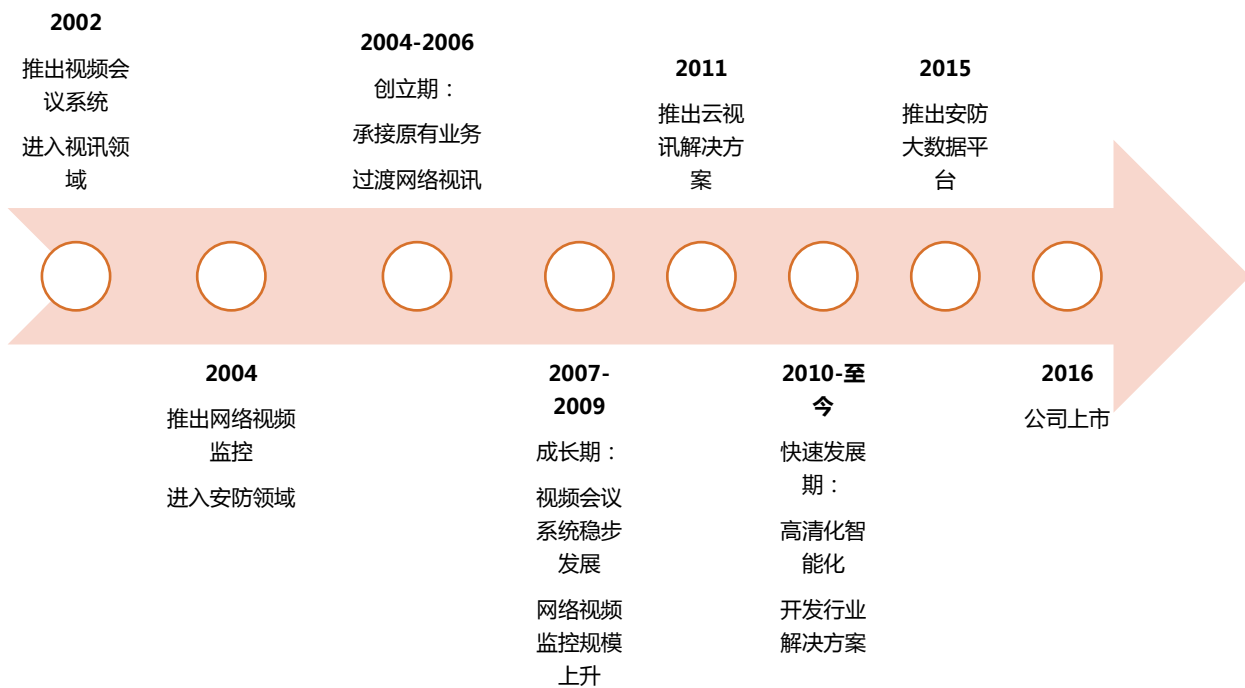 2002
推出视频会
议系统
进入视讯领
域
2004
推出网络视频
监控
进入安防领域
2004-2006
创立期：
承接原有业务
过渡网络视讯
2007-
2009
成长期：
视频会议
系统稳步
发展
网络视频
监控规模
上升
2011
推出云视
讯解决方
案
2010-至
今
快速发展
期：
高清化智
能化
开发行业
解决方案
2015
推出安防
大数据平
台
2016
公司上市